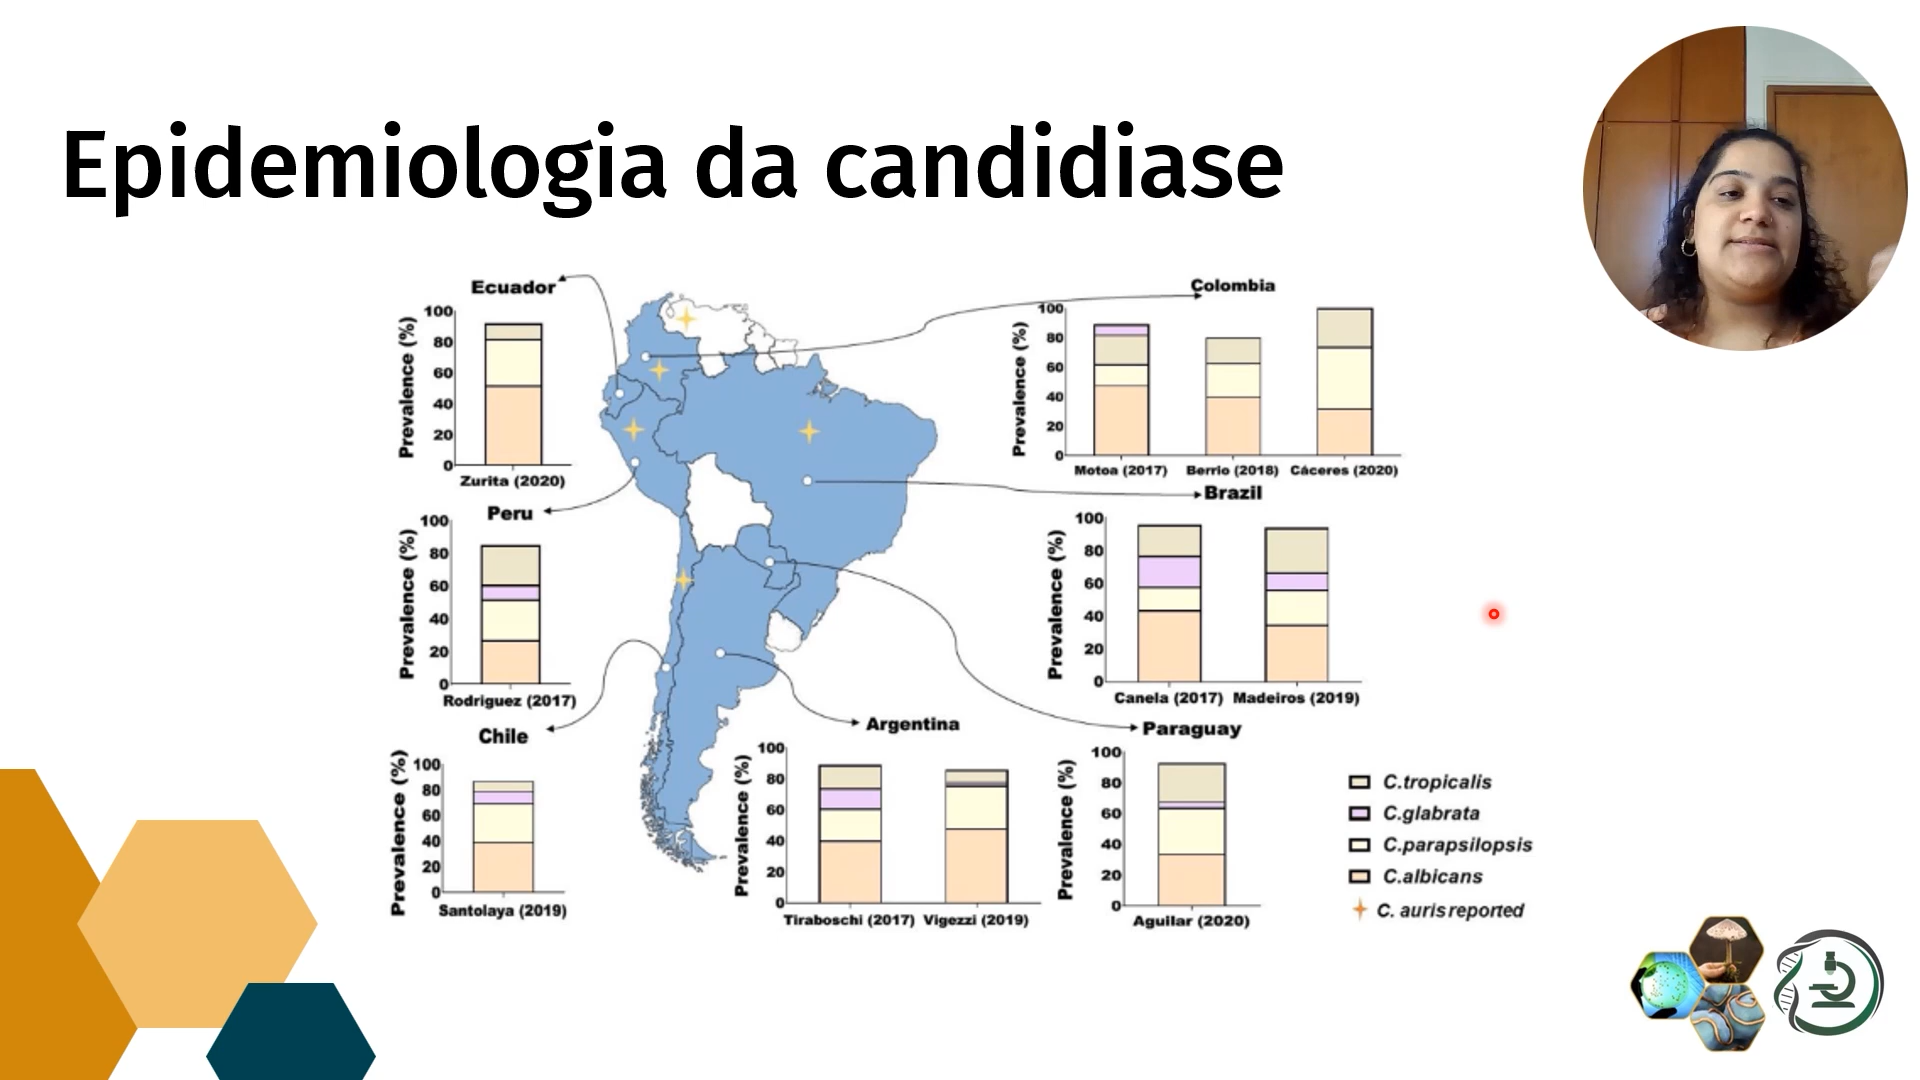 Epidemiologia da candidiase
Ecuador
Prevalence (%)
100
80
60
40
20
0
Zurita (2020)
Colombia
Prevalence (%)
100
80
60
40
20
0
Motoa (2017) Berrio (2018) Cáceres (2020)
Peru
Prevalence (%)
100
80
60
40
20
0
Rodriguez (2017)
Brazil
Prevalence (%)
100
80
60
40
20
0
Canela (2017) Madeiros (2019)
Chile
Prevalence (%)
100
80
60
40
20
0
Santolaya (2019)
Argentina
Prevalence (%)
100
80
60
40
20
0
Tiraboschi (2017) Vigezzi (2019)
Paraguay
Prevalence (%)
100
80
60
40
20
0
Aguilar (2020)
C.tropicalis
C.glabrata
C.parapsilopsis
C.albicans
C. auris reported